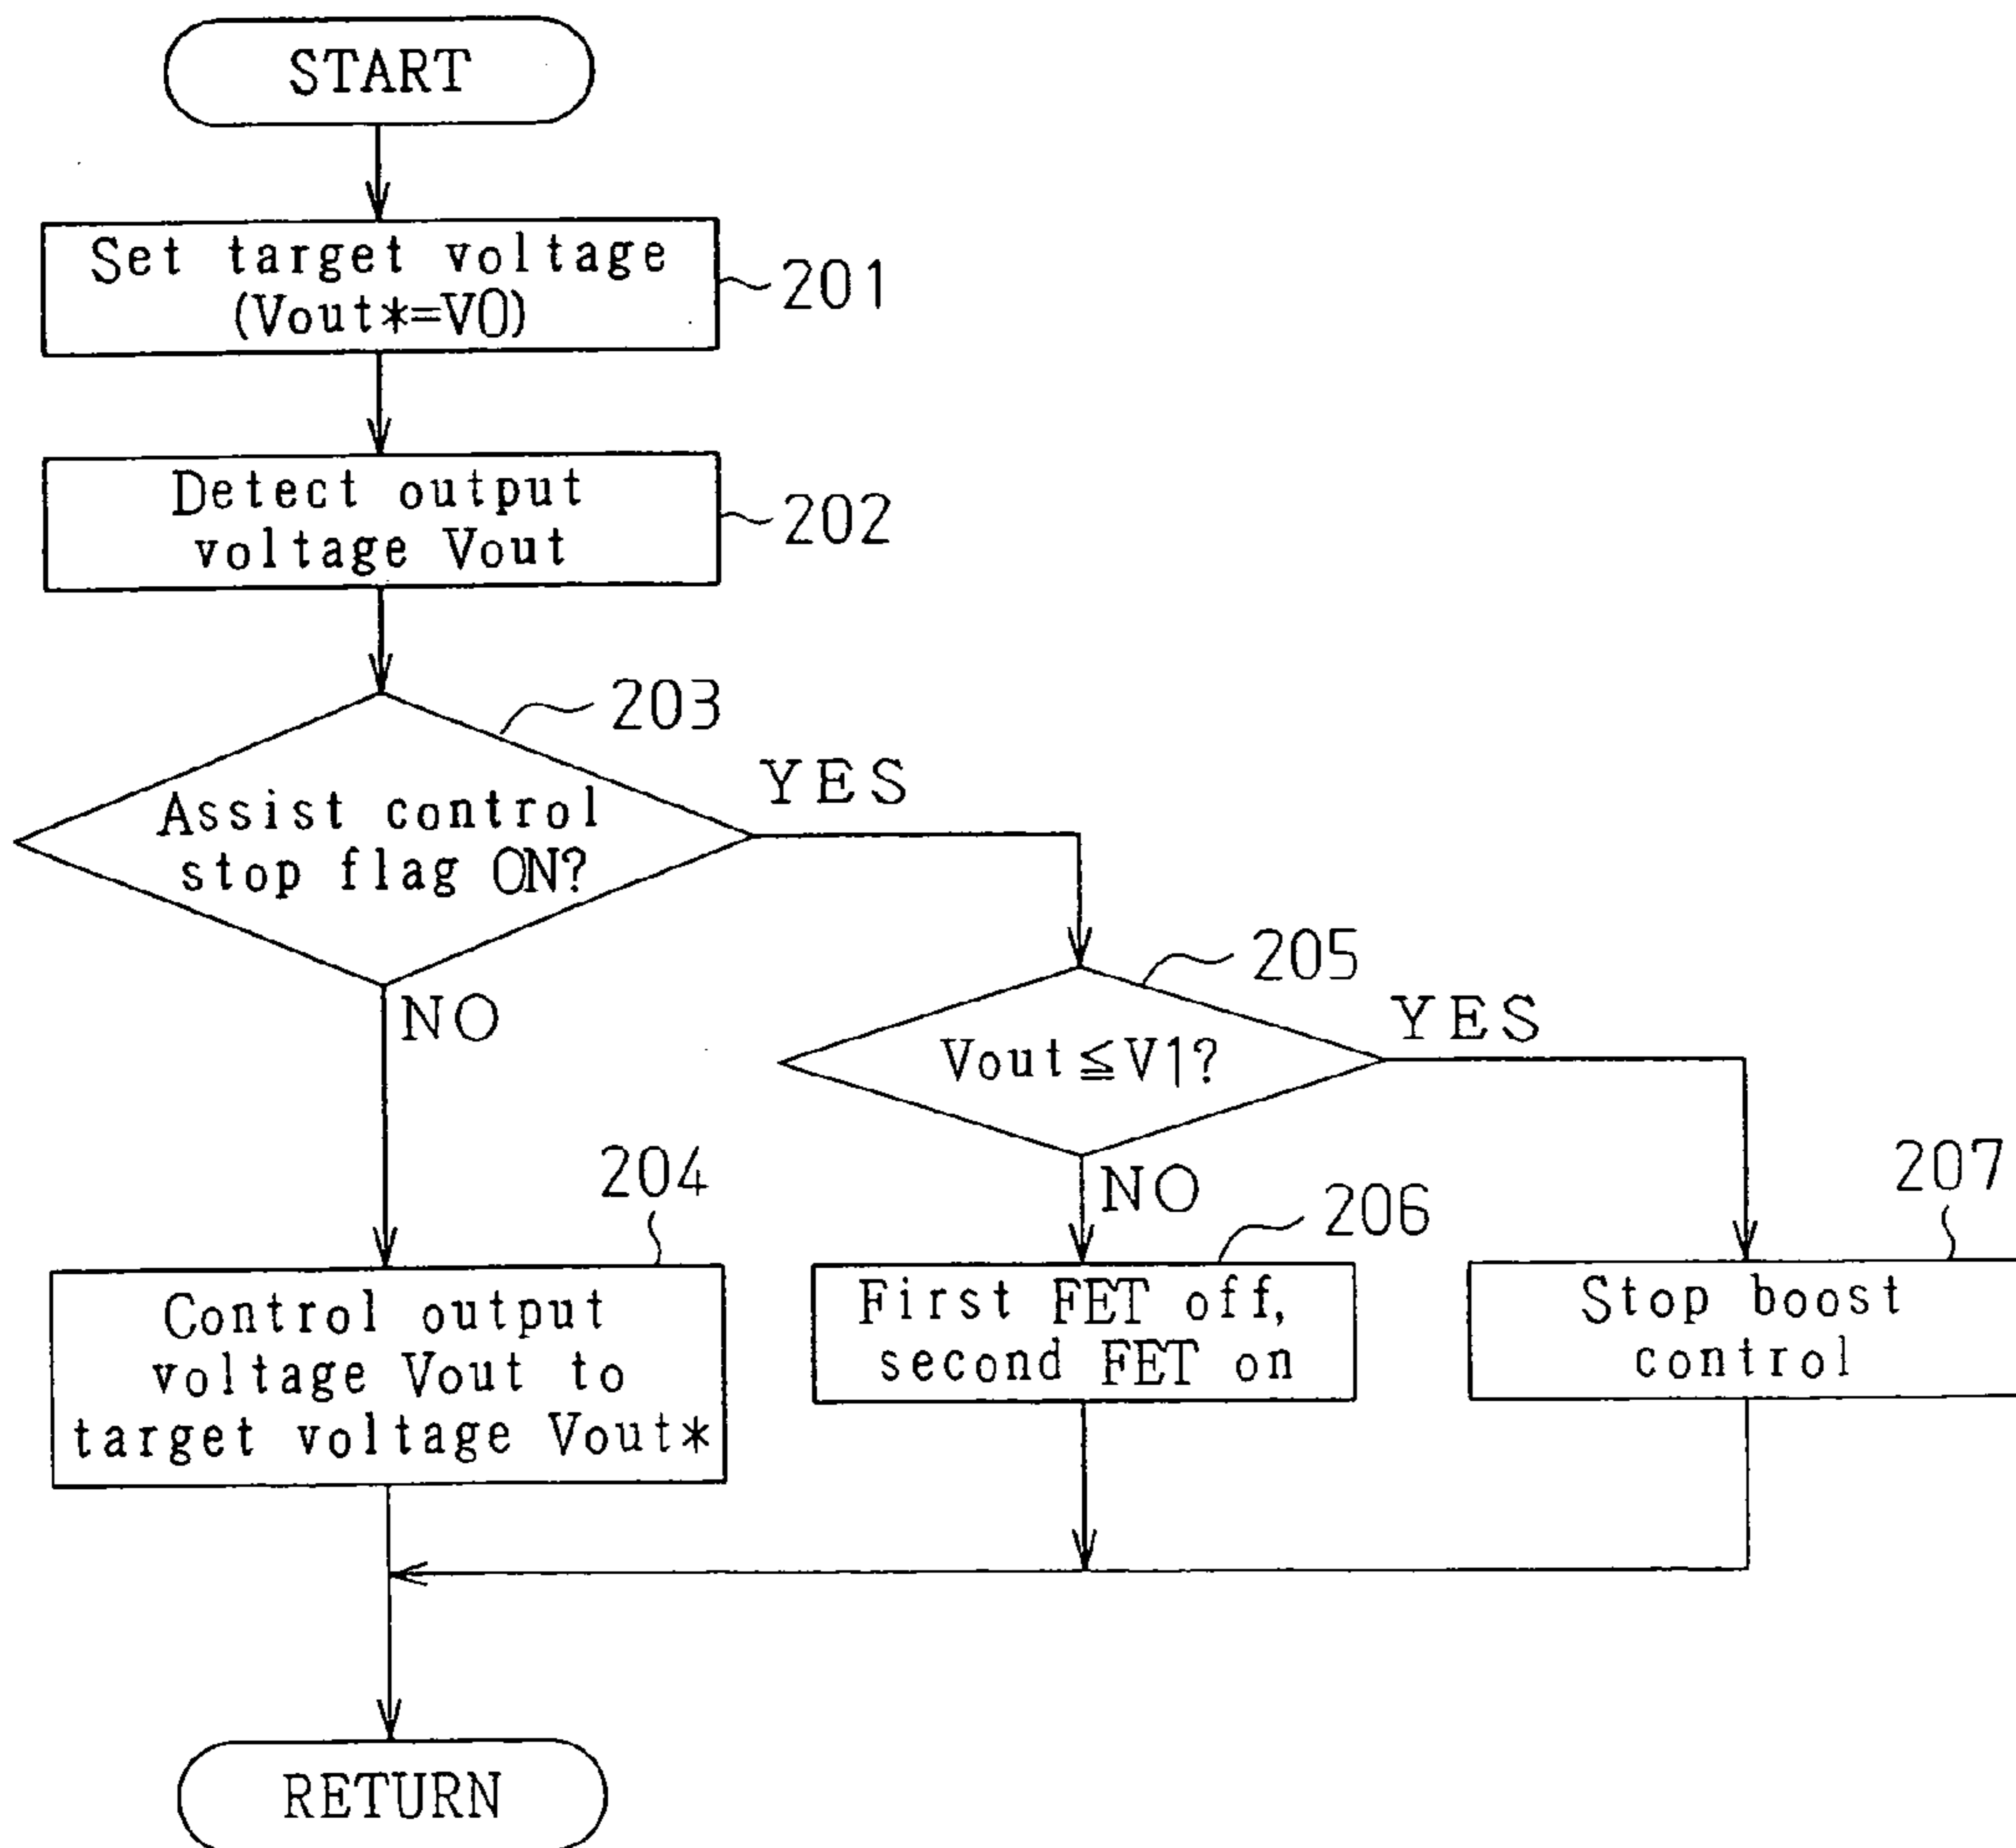 START
Set target voltage
(Vout*=V0)
201
Detect output
voltage Vout
202
203
Assist control
stop flag ON?
YES
NO
205
Vout≦V1?
YES
NO
204
Control output
voltage Vout to
target voltage Vout*
206
First FET off,
second FET on
207
Stop boost
control
RETURN